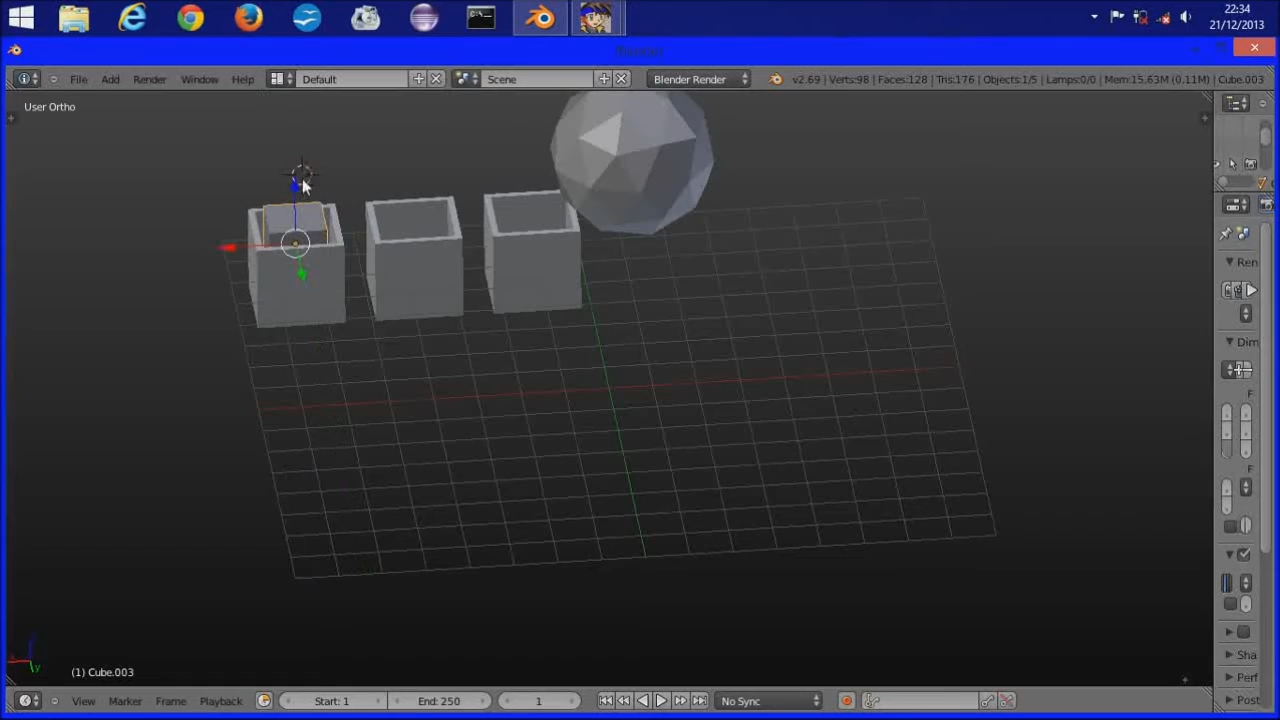 22:34
21/12/2013
File Add Render Window Help Default Scene Blender Render v2.69 | Verts:98 | Faces:128 | Tris:176 | Objects:1/5 | Lamps:0/0 | Mem:15.63M (0.11M) | Cube.003
User Ortho
Ren
Dim
F
F
Sha
Perf
Post
(1) Cube.003
View Marker Frame Playback Start: 1 End: 250 1 No Sync